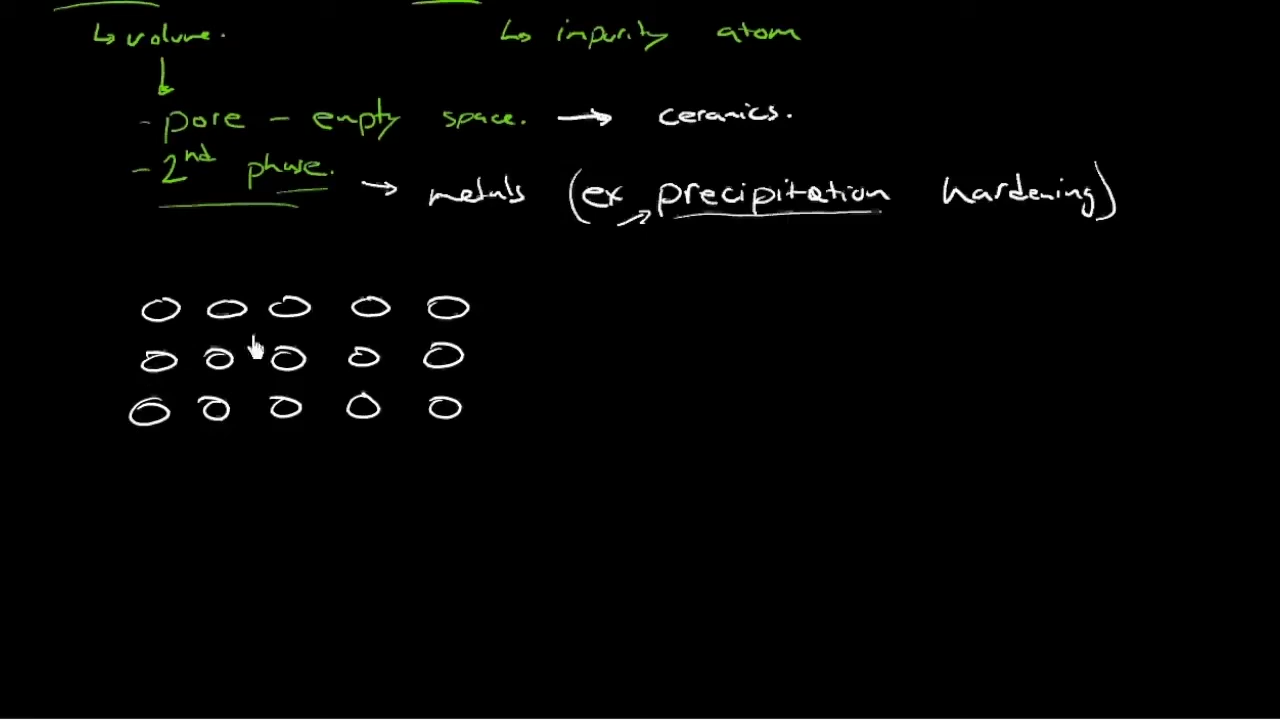 ↳ volume.
↳ impurity atom
- pore - empty space. → ceramics.
- 2nd phase. → metals (ex precipitation hardening)